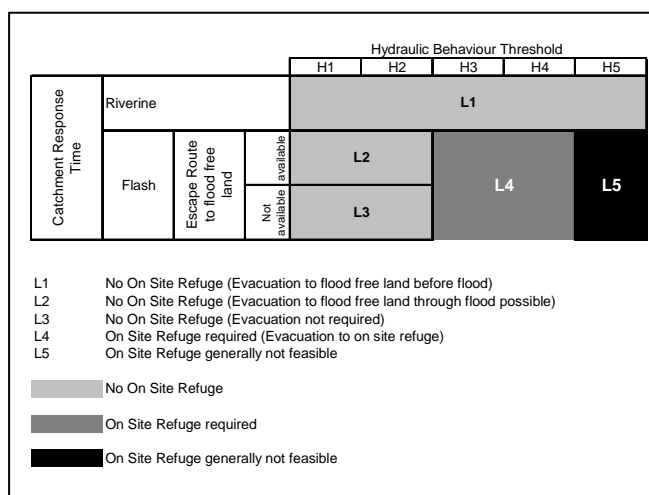 Hydraulic Behaviour Threshold
H1 H2 H3 H4 H5
Catchment Response
Time
Riverine
L1
Flash
Escape Route
to flood free
land
available
L2
L4
L5
Not
available
L3
L1 No On Site Refuge (Evacuation to flood free land before flood)
L2 No On Site Refuge (Evacuation to flood free land through flood possible)
L3 No On Site Refuge (Evacuation not required)
L4 On Site Refuge required (Evacuation to on site refuge)
L5 On Site Refuge generally not feasible
No On Site Refuge
On Site Refuge required
On Site Refuge generally not feasible